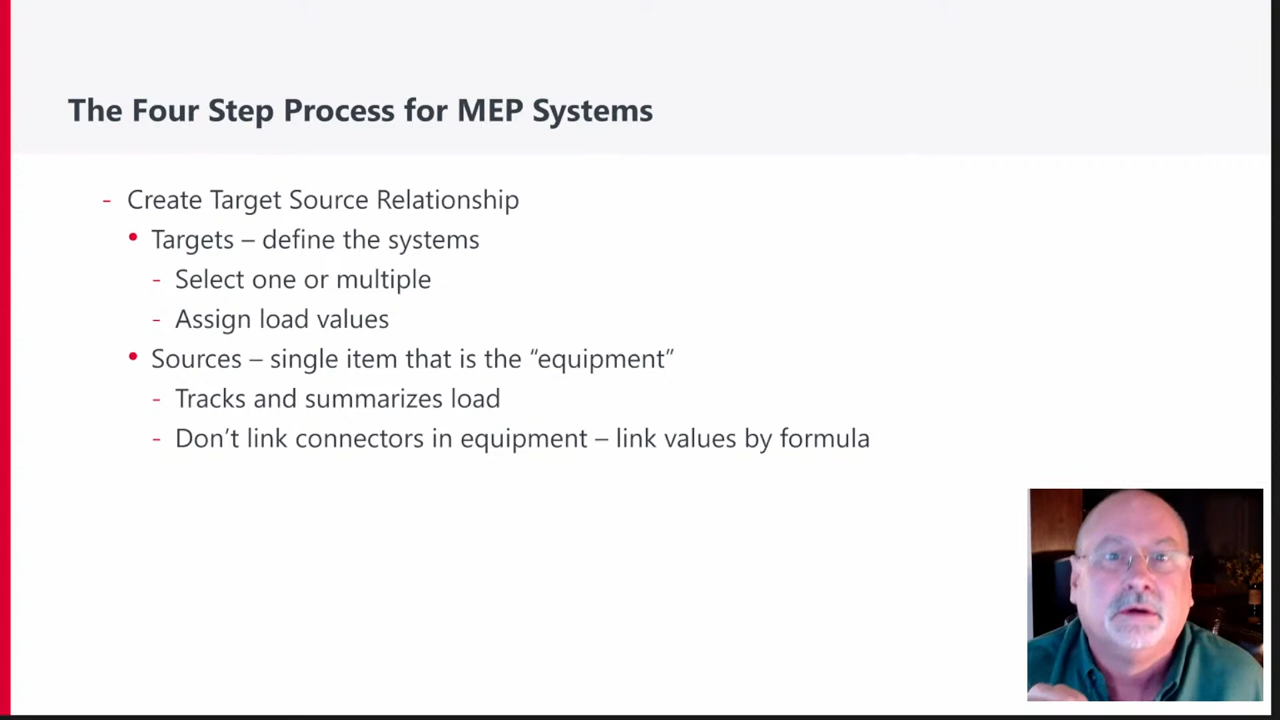 The Four Step Process for MEP Systems
- Create Target Source Relationship
• Targets – define the systems
- Select one or multiple
- Assign load values
• Sources – single item that is the “equipment”
- Tracks and summarizes load
- Don’t link connectors in equipment – link values by formula